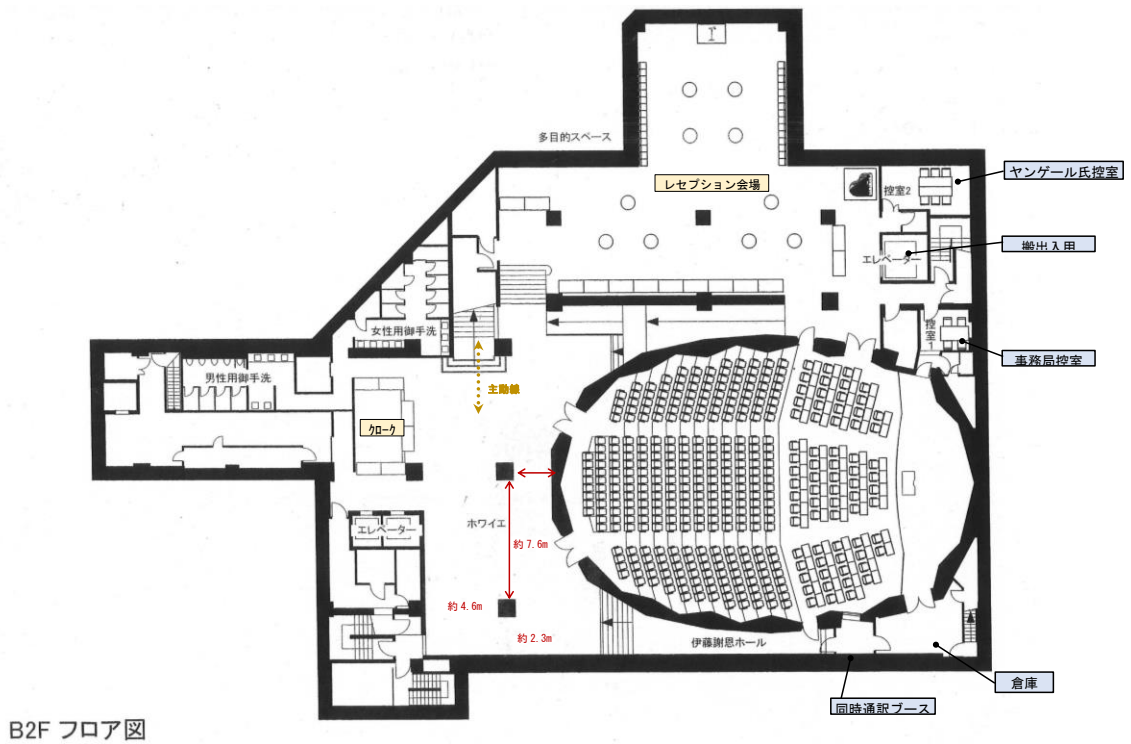 多目的スペース
レセプション会場
控室2
ヤンゲール氏控室
搬出入用
エレベーター
女性用御手洗
控室1
男性用御手洗
主動線
事務局控室
クローク
ホワイエ
エレベーター
約7.6m
約4.6m
約2.3m
伊藤謝恩ホール
倉庫
同時通訳ブース
B2F フロア図